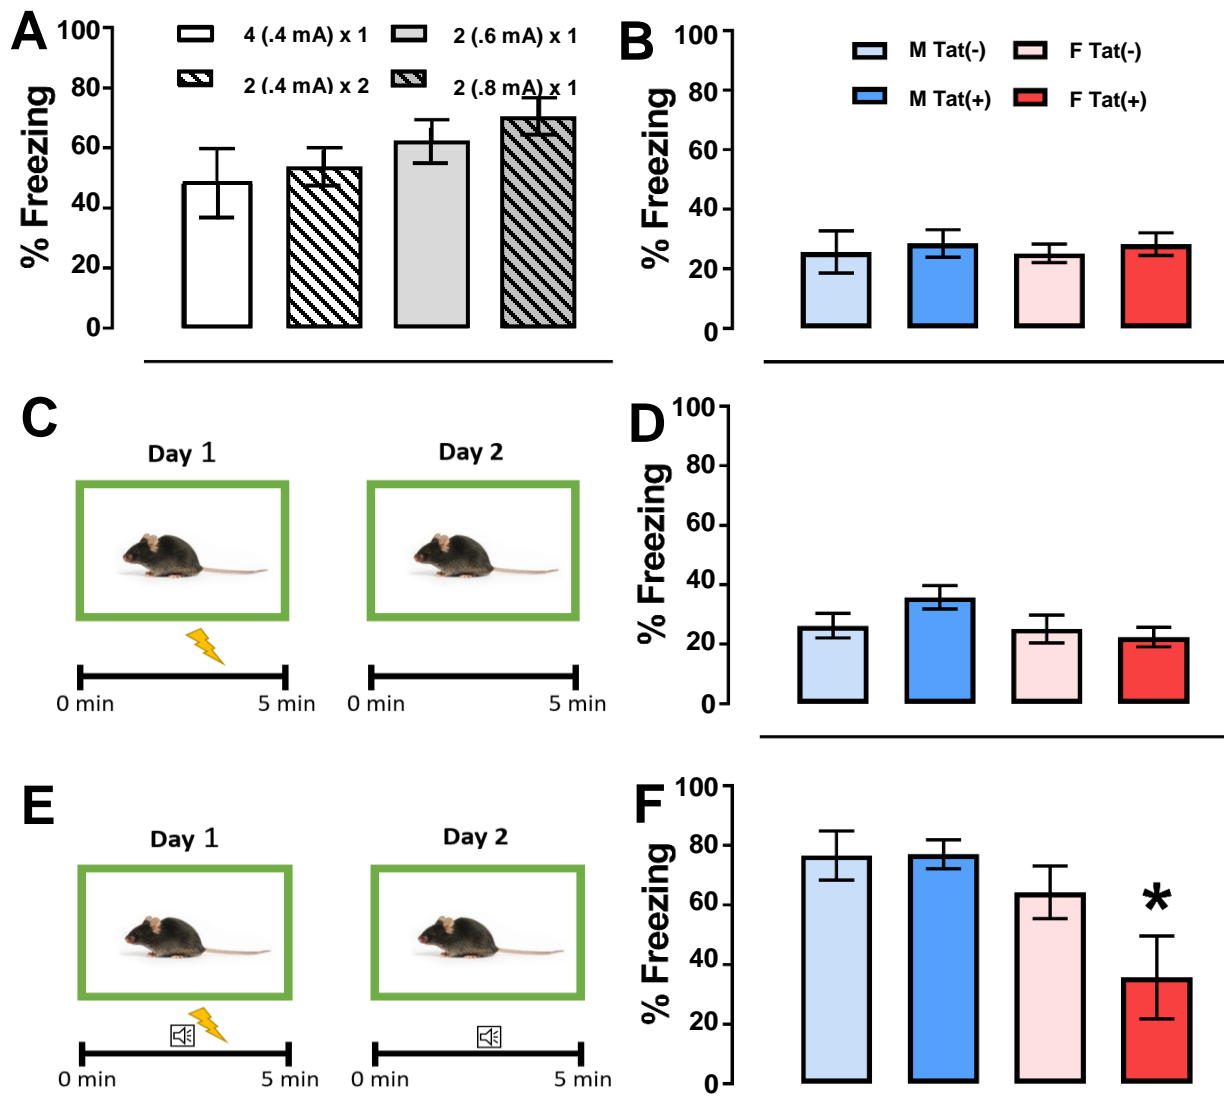 A
% Freezing
100
80
60
40
20
0
4 (.4 mA) x 1
2 (.6 mA) x 1
2 (.4 mA) x 2
2 (.8 mA) x 1
B
% Freezing
100
80
60
40
20
0
M Tat(-)
F Tat(-)
M Tat(+)
F Tat(+)
C
Day 1
Day 2
0 min
5 min
0 min
5 min
D
% Freezing
100
80
60
40
20
0
E
Day 1
Day 2
0 min
5 min
0 min
5 min
F
% Freezing
100
80
60
40
20
0
*